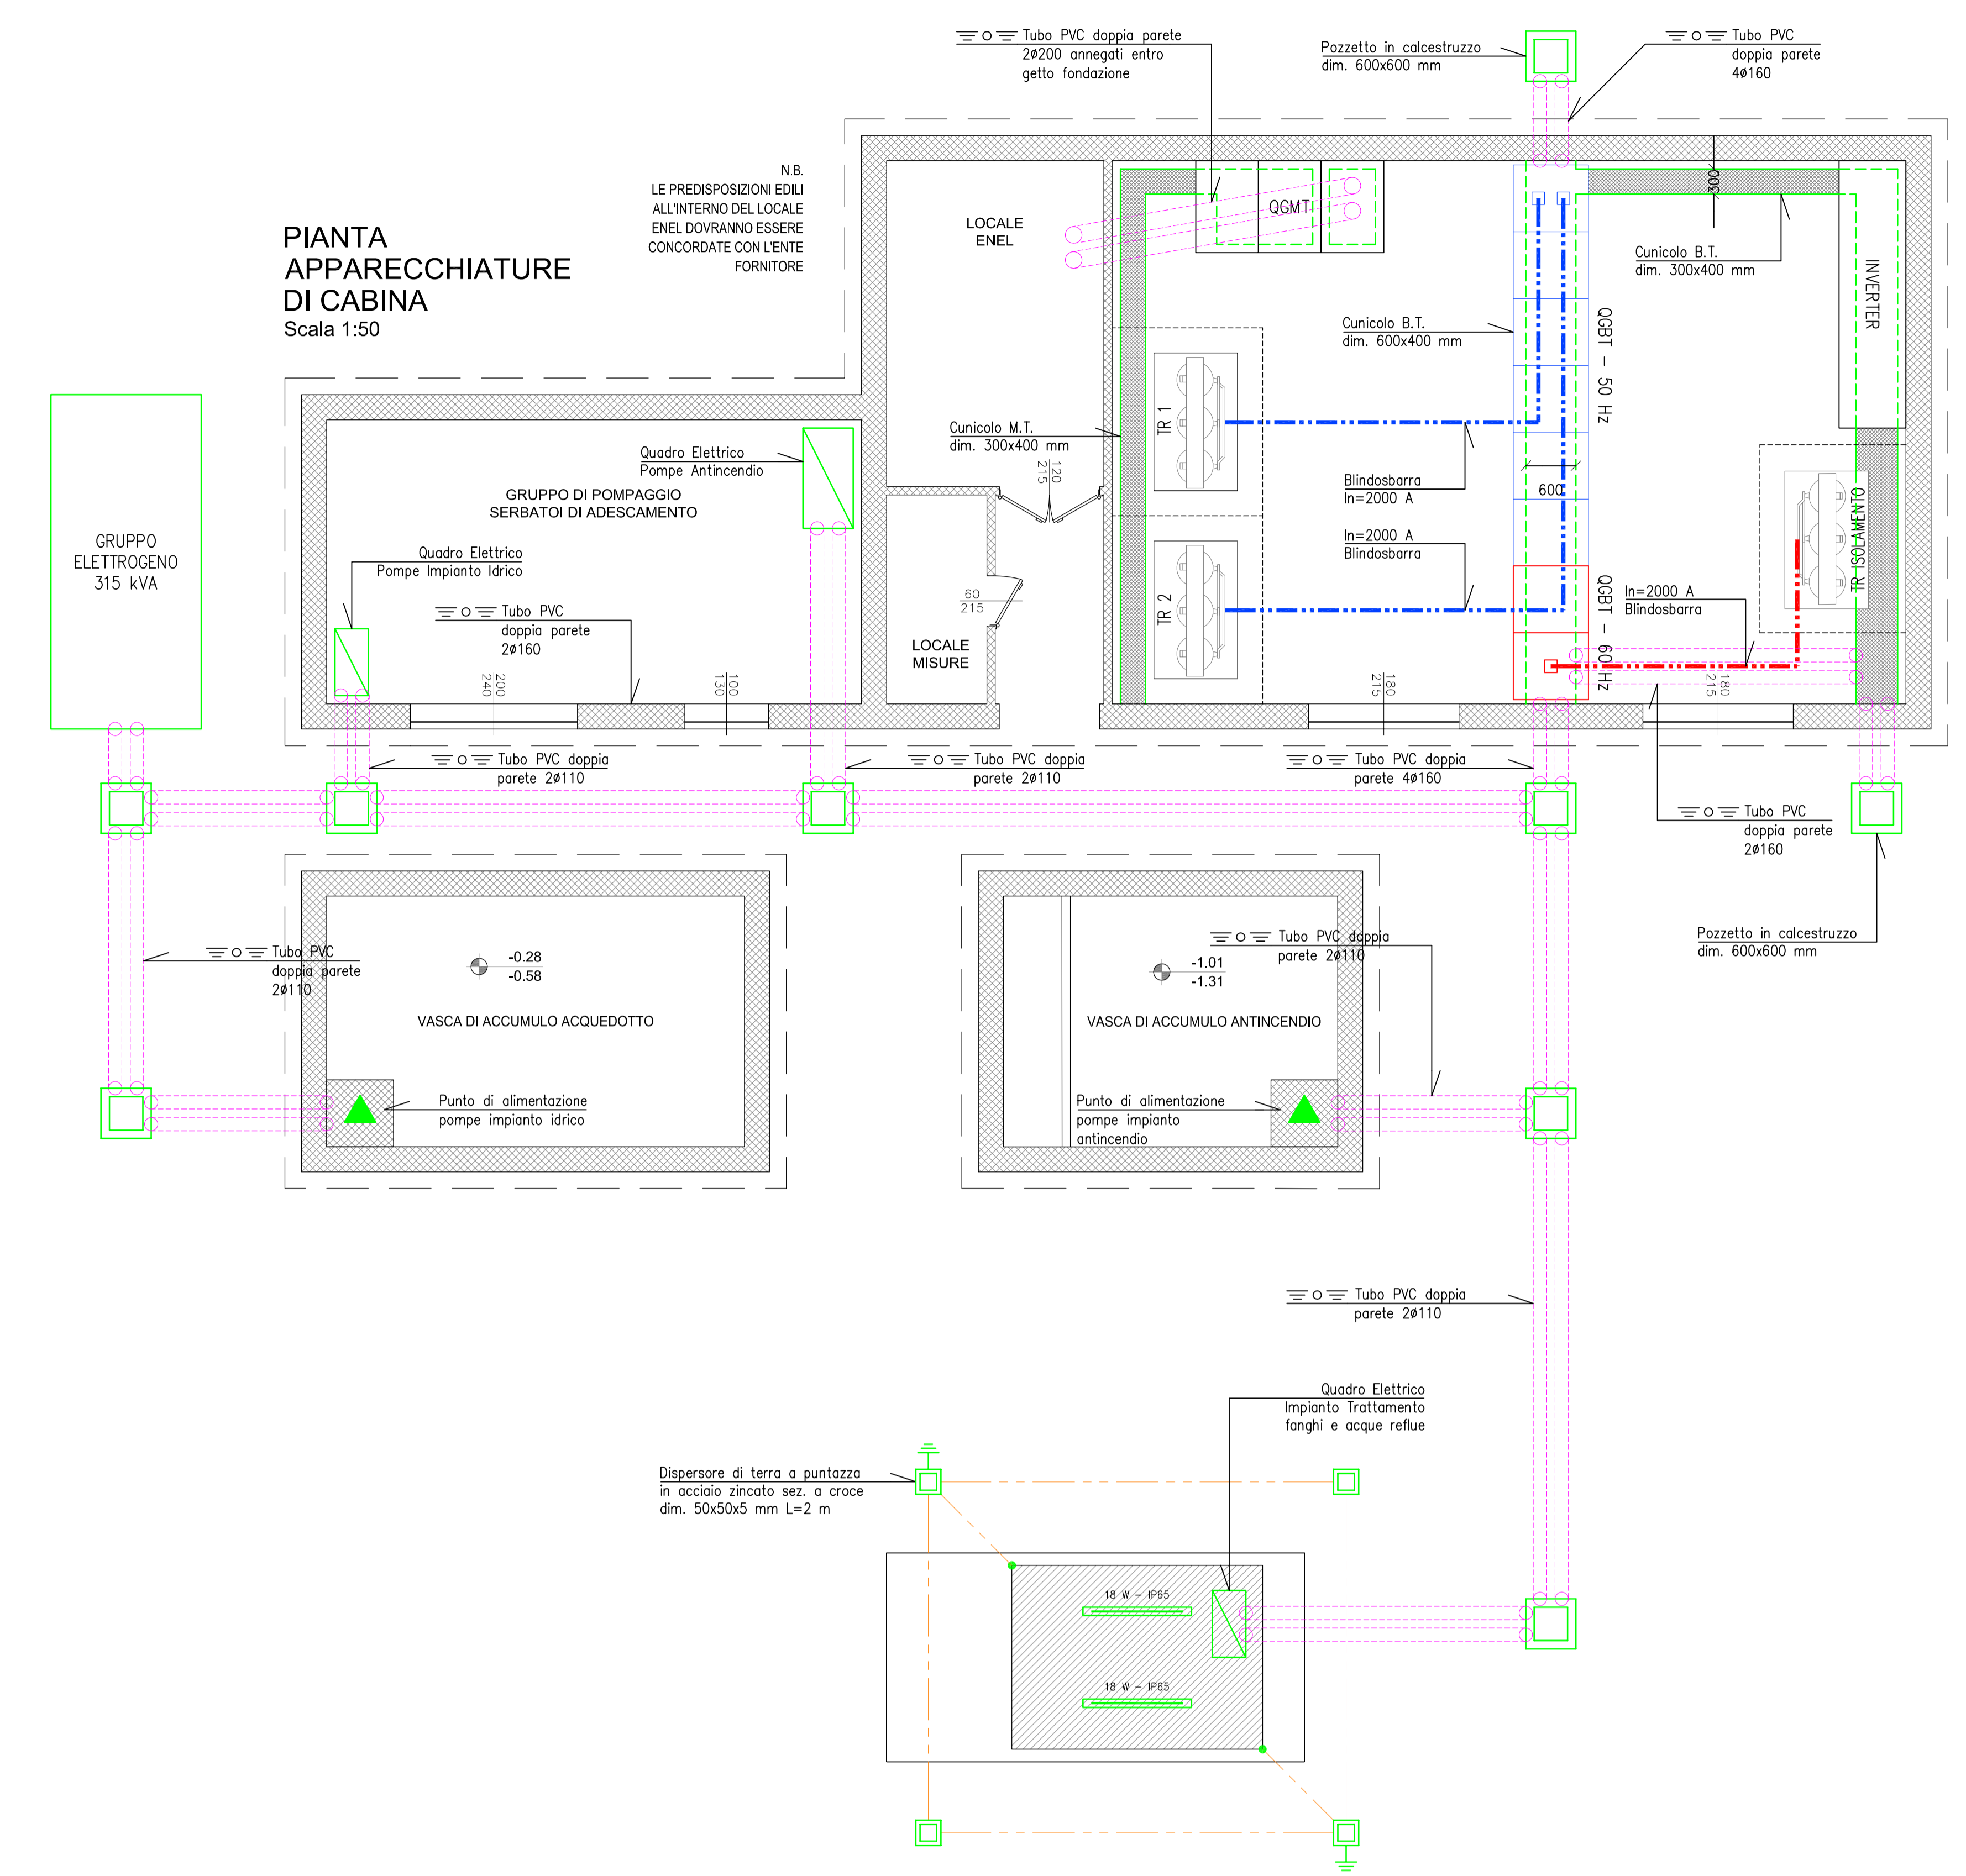 Tubo PVC doppia parete
2ø200 annegati entro
getto fondazione
Pozzetto in calcestruzzo
dim. 600x600 mm
Tubo PVC
doppia parete
4ø160
N.B.
LE PREDISPOSIZIONI EDILI
ALL'INTERNO DEL LOCALE
ENEL DOVRANNO ESSERE
CONCORDATE CON L'ENTE
FORNITORE
PIANTA
APPARECCHIATURE
DI CABINA
Scala 1:50
LOCALE
ENEL
QGMT
300
Cunicolo B.T.
dim. 300x400 mm
INVERTER
Cunicolo B.T.
dim. 600x400 mm
QGBT - 50 Hz
TR 1
Cunicolo M.T.
dim. 300x400 mm
120
215
Quadro Elettrico
Pompe Antincendio
GRUPPO DI POMPAGGIO
SERBATOI DI ADESCAMENTO
Blindosbarra
In=2000 A
600
TR ISOLAMENTO
GRUPPO
ELETTROGENO
315 kVA
Quadro Elettrico
Pompe Impianto Idrico
In=2000 A
Blindosbarra
TR 2
60
215
QGBT - 60Hz
In=2000 A
Blindosbarra
Tubo PVC
doppia parete
2ø160
LOCALE
MISURE
200
240
100
130
180
215
180
215
Tubo PVC doppia
parete 2ø110
Tubo PVC doppia
parete 2ø110
Tubo PVC doppia
parete 4ø160
Tubo PVC
doppia parete
2ø160
Pozzetto in calcestruzzo
dim. 600x600 mm
Tubo PVC
doppia parete
2ø110
-0.28
-0.58
VASCA DI ACCUMULO ACQUEDOTTO
Tubo PVC doppia
parete 2ø110
-1.01
-1.31
VASCA DI ACCUMULO ANTINCENDIO
Punto di alimentazione
pompe impianto idrico
Punto di alimentazione
pompe impianto
antincendio
Tubo PVC doppia
parete 2ø110
Quadro Elettrico
Impianto Trattamento
fanghi e acque reflue
Dispersore di terra a puntazza
in acciaio zincato sez. a croce
dim. 50x50x5 mm L=2 m
18 W - IP65
18 W - IP65